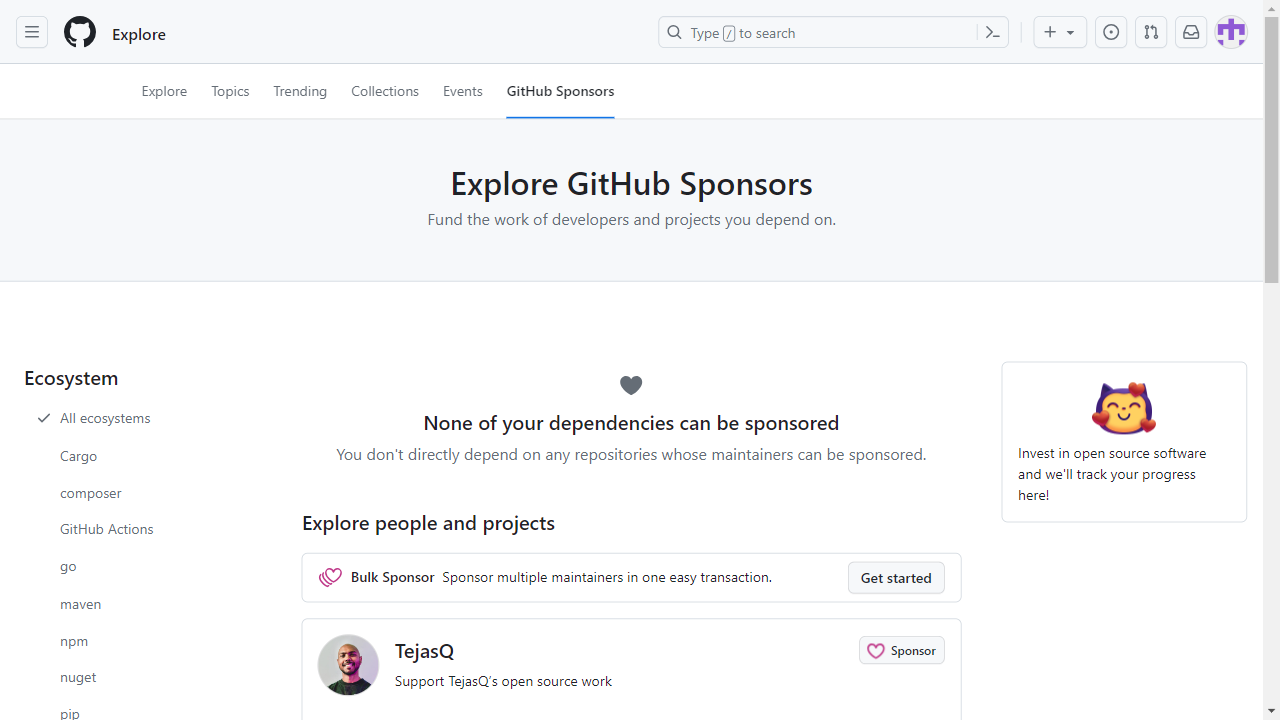 Explore
Type / to search
Explore
Topics
Trending
Collections
Events
GitHub Sponsors
Explore GitHub Sponsors
Fund the work of developers and projects you depend on.
Ecosystem
All ecosystems
Cargo
composer
GitHub Actions
go
maven
npm
nuget
pip
None of your dependencies can be sponsored
You don't directly depend on any repositories whose maintainers can be sponsored.
Explore people and projects
Bulk Sponsor Sponsor multiple maintainers in one easy transaction.
Get started
TejasQ
Sponsor
Support TejasQ's open source work
Invest in open source software
and we'll track your progress
here!